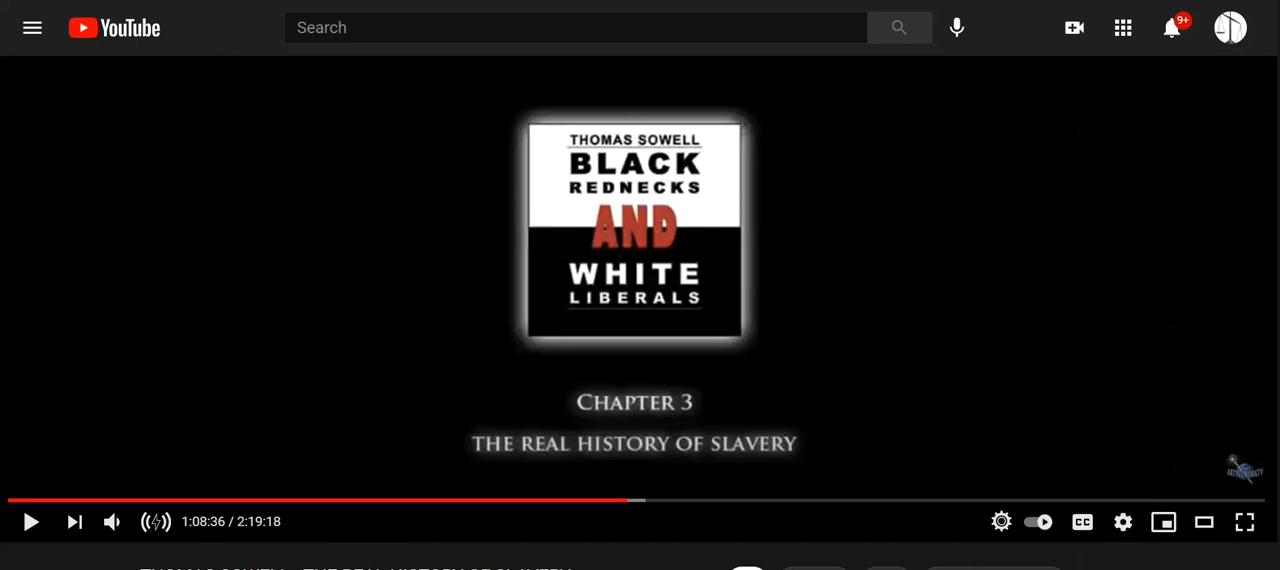 YouTube
Search
9+
THOMAS SOWELL
BLACK
REDNECKS
AND
WHITE
LIBERALS
CHAPTER 3
THE REAL HISTORY OF SLAVERY
1:08:36 / 2:19:18
CC